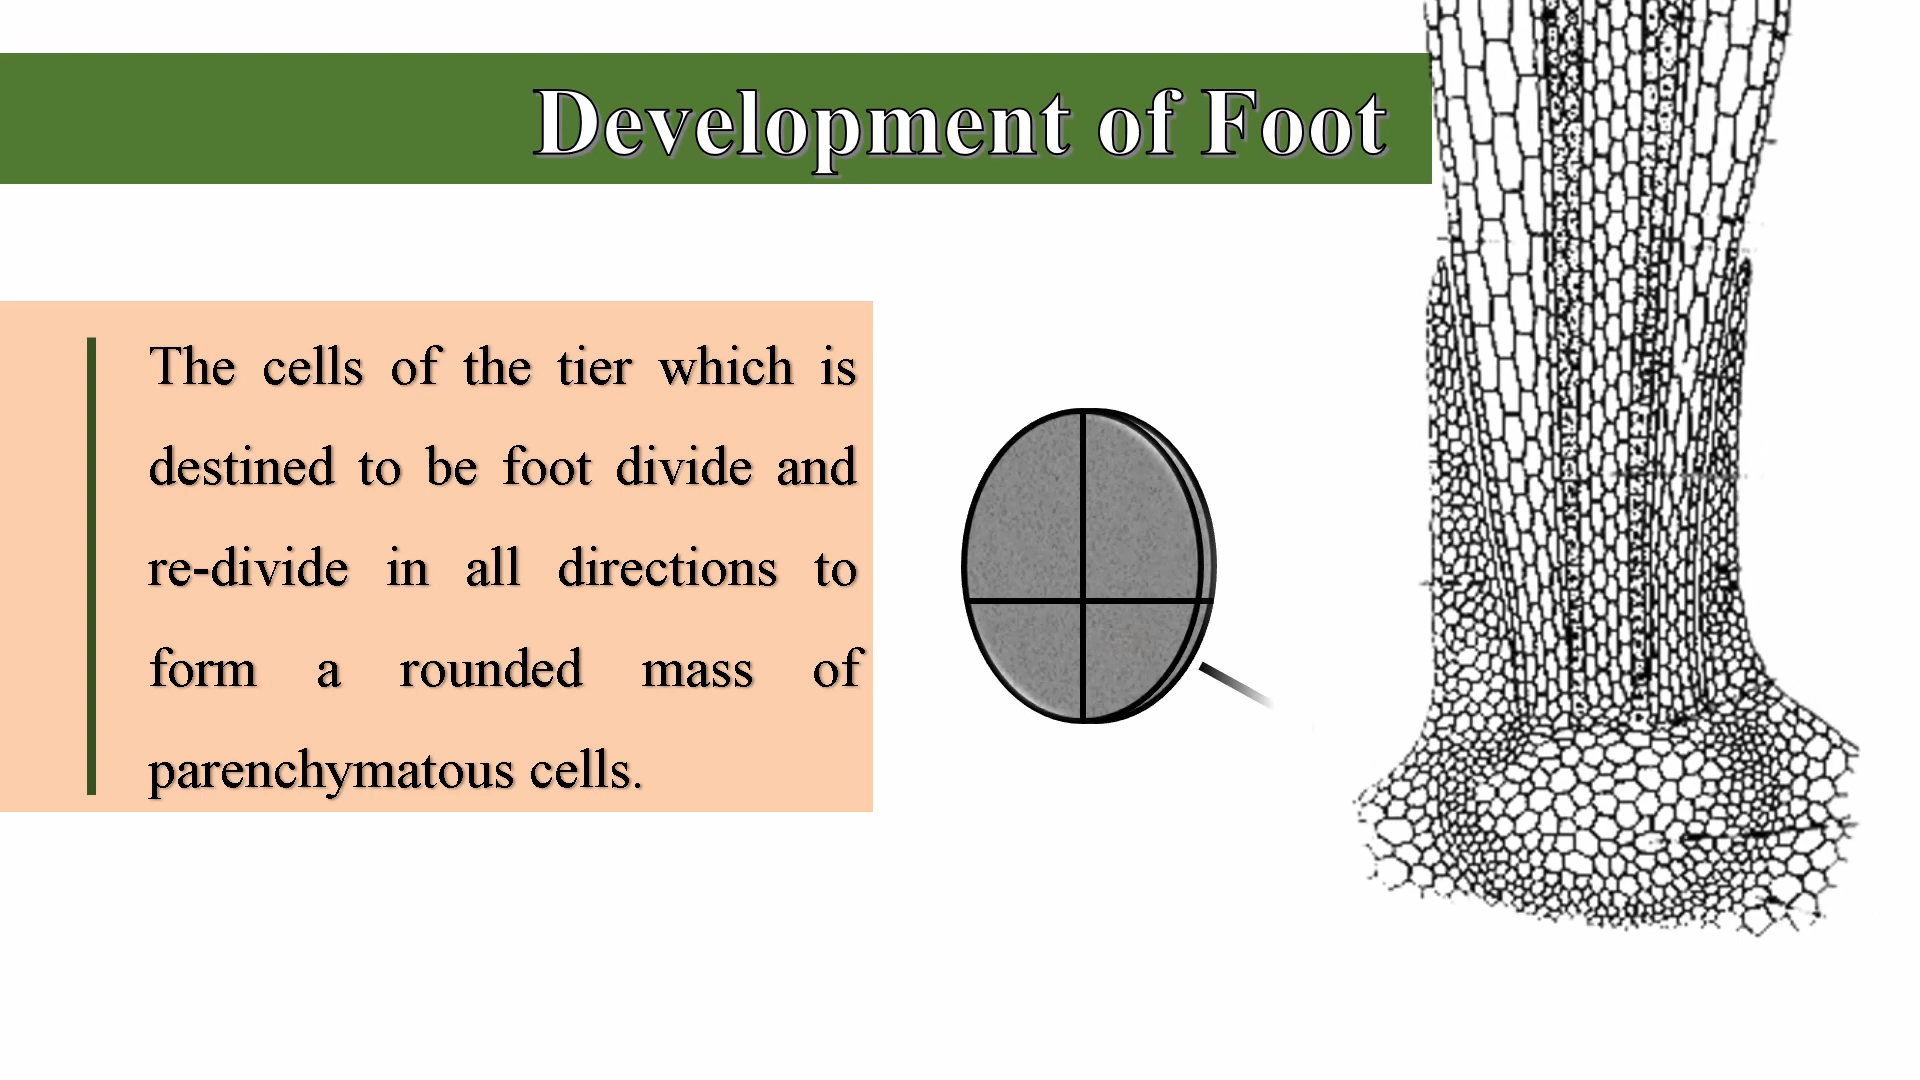 Development of Foot
The cells of the tier which is
destined to be foot divide and
re-divide in all directions to
form a rounded mass of
parenchymatous cells.